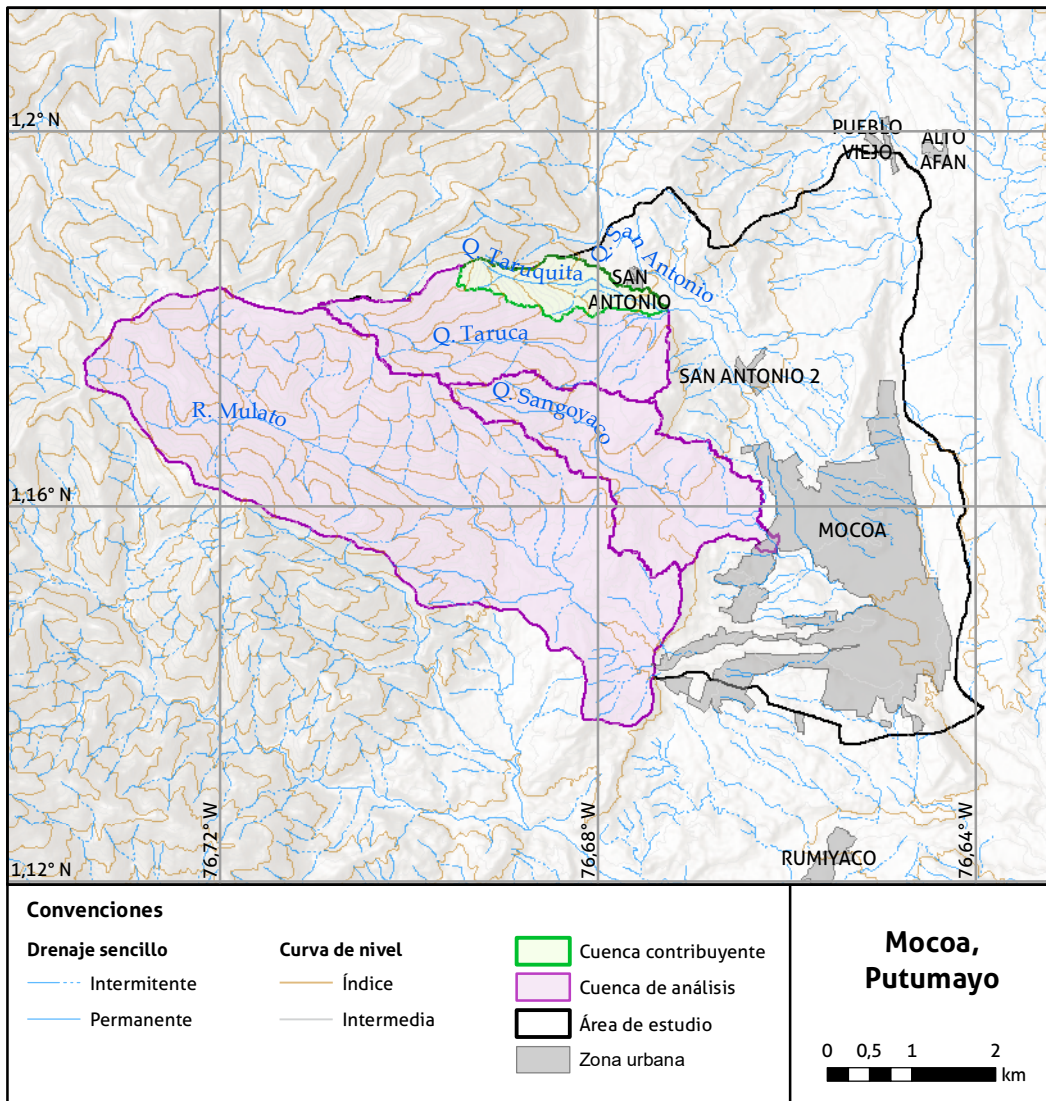 1,2° N
PUEBLO
VIEJO
ALTO
AFAN
Q. San Antonio
Q. Taruquita
SAN
ANTONIO
Q. Taruca
SAN ANTONIO 2
Q. Sangoyaco
R. Mulato
1,16° N
MOCOA
76,72° W
76,68° W
76,64° W
RUMIYACO
1,12° N
Convenciones
Drenaje sencillo
Intermitente
Permanente
Curva de nivel
Índice
Intermedia
Cuenca contribuyente
Cuenca de análisis
Área de estudio
Zona urbana
Mocoa,
Putumayo
0 0,5 1 2
km